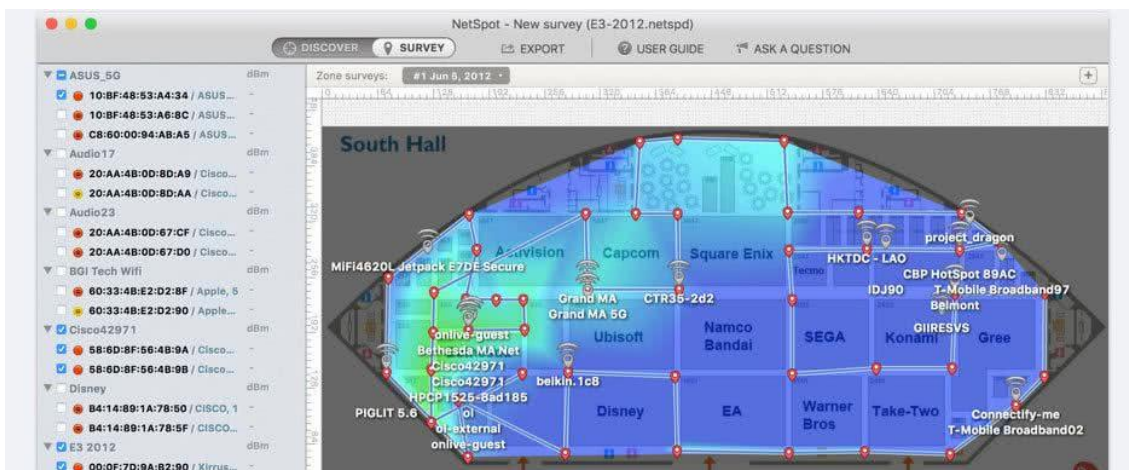 NetSpot - New survey (E3-2012.netspd)
DISCOVER
SURVEY
EXPORT
USER GUIDE
ASK A QUESTION
ASUS_5G dBm
10:BF:48:53:A4:34 / ASUS...
10:BF:48:53:A6:8C / ASUS...
C8:60:00:94:AB:A5 / ASUS...
Audio17 dBm
20:AA:4B:0D:8D:A9 / Cisco...
20:AA:4B:0D:8D:AA / Cisco...
Audio23 dBm
20:AA:4B:0D:67:CF / Cisco...
20:AA:4B:0D:67:D0 / Cisco...
BGI Tech Wifi dBm
60:33:4B:E2:D2:8F / Apple, 5
60:33:4B:E2:D2:90 / Apple...
Cisco42971 dBm
58:6D:8F:56:4B:9A / Cisco...
58:6D:8F:56:4B:9B / Cisco...
Disney dBm
B4:14:89:1A:78:50 / CISCO, 1
B4:14:89:1A:78:5F / CISCO...
E3 2012 dBm
00:0F:7D:9A:B2:90 / Xirrus...
Zone surveys:
#1 Jun 5, 2012
South Hall
Activision
Capcom
Square Enix
Tecmo
project_dragon
HKTDC - LAO
MiFi4620L Jetpack E7DE Secure
CBP HotSpot 89AC
IDJ90
T-Mobile Broadband97
Belmont
Grand MA
Grand MA 5G
CTR35-2d2
GIIRESVS
onlive-guest
Bethesda MA Net
Cisco42971
Cisco42971
HPCP1525-8ad185
oi
oi-external
onlive-guest
Ubisoft
Namco
Bandai
SEGA
Konami
Gree
belkin.1c8
PIGLIT 5.6
Disney
EA
Warner
Bros
Take-Two
Connectify-me
T-Mobile Broadband02